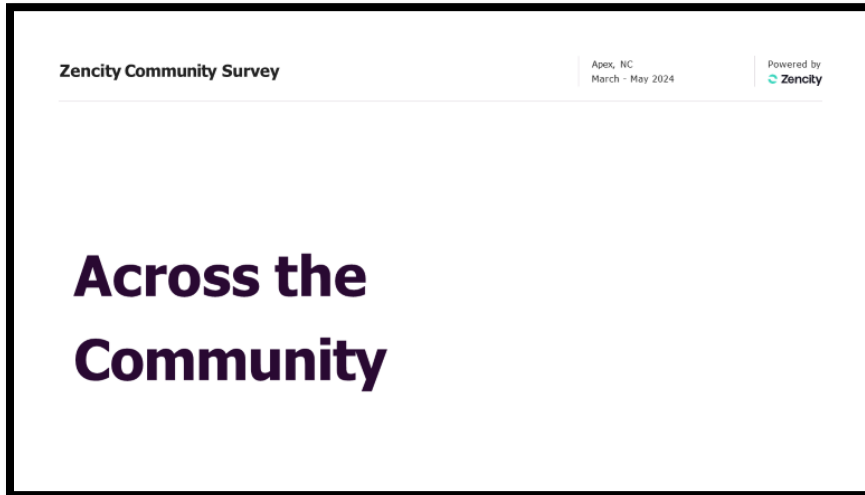 Zencity Community Survey
Apex, NC
March - May 2024
Powered by
Zencity
Across the
Community